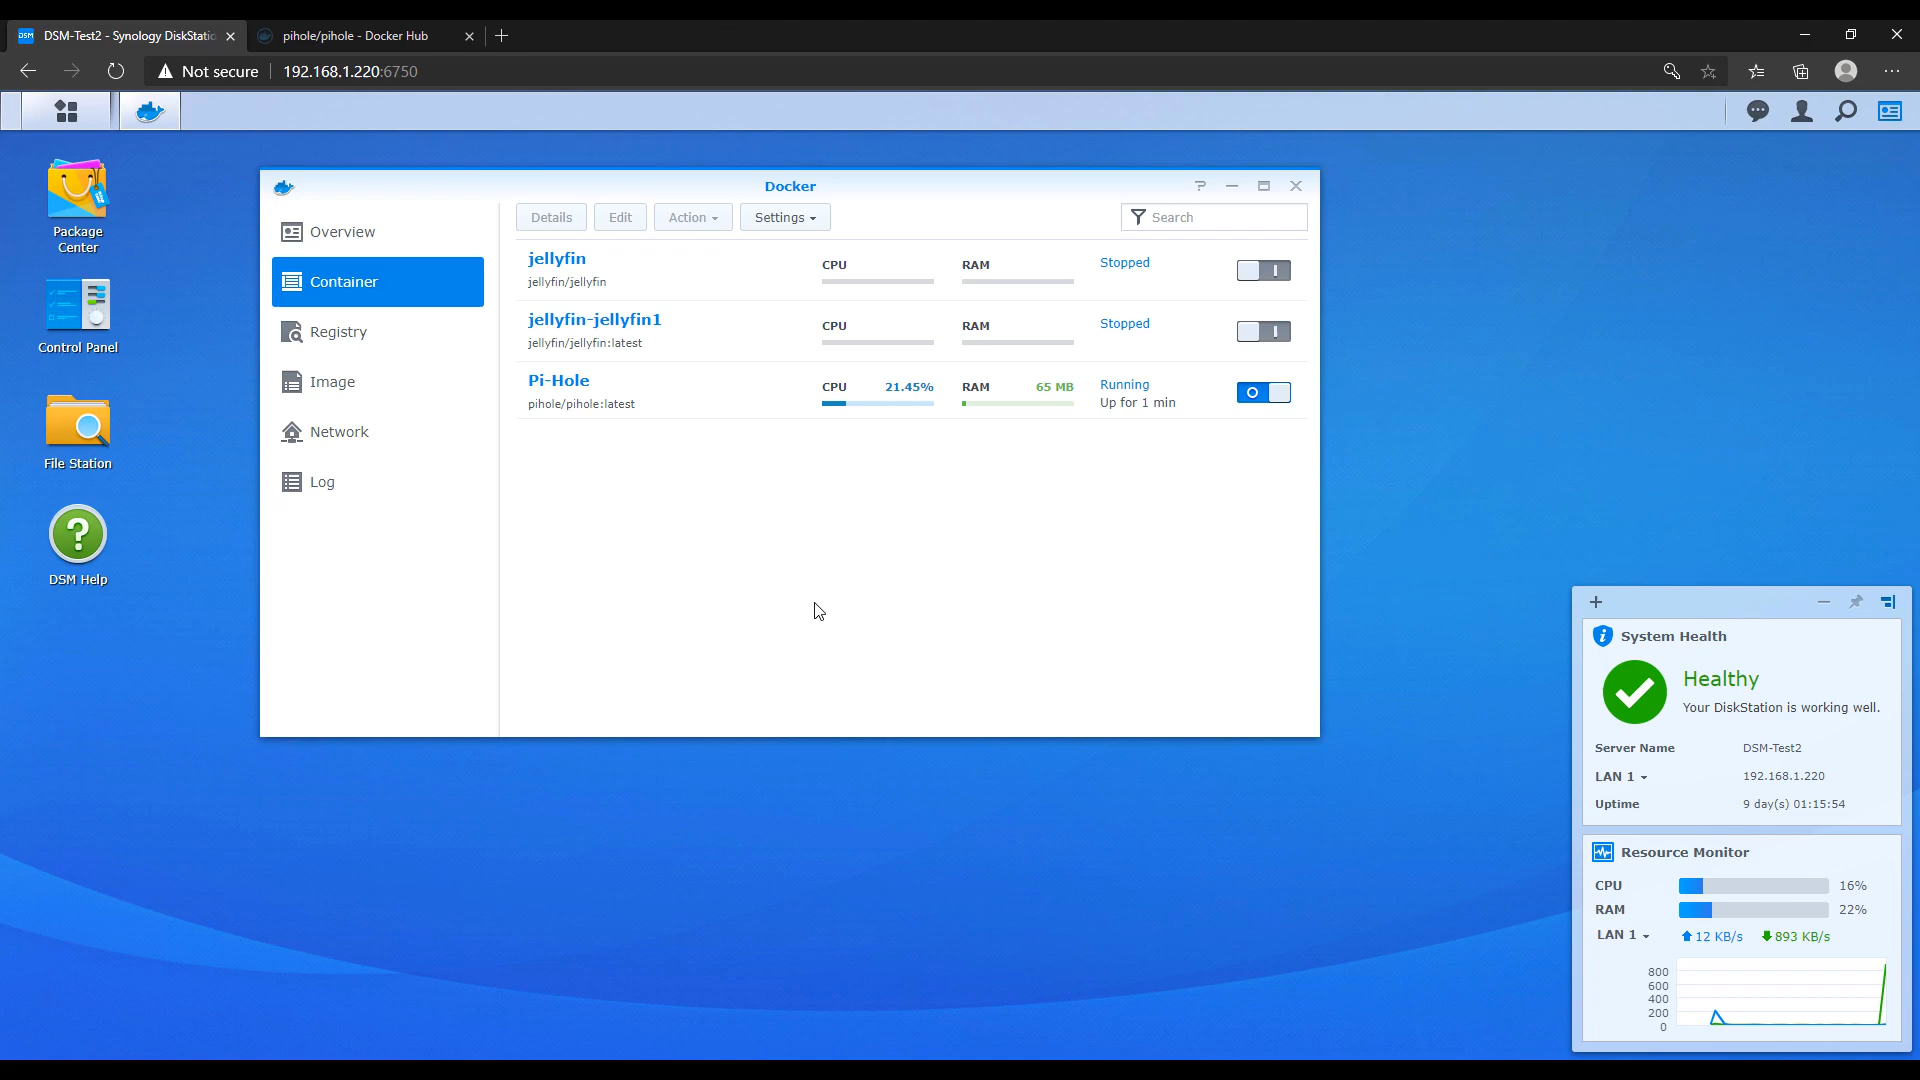 DSM-Test2 - Synology DiskStatio
pihole/pihole - Docker Hub
Not secure
192.168.1.220:6750
Package
Center
Control Panel
File Station
DSM Help
Docker
Overview
Container
Registry
Image
Network
Log
Details
Edit
Action
Settings
Search
jellyfin
jellyfin/jellyfin
CPU
RAM
Stopped
jellyfin-jellyfin1
jellyfin/jellyfin:latest
CPU
RAM
Stopped
Pi-Hole
pihole/pihole:latest
CPU 21.45%
RAM 65 MB
Running
Up for 1 min
System Health
Healthy
Your DiskStation is working well.
Server Name DSM-Test2
LAN 1 192.168.1.220
Uptime 9 day(s) 01:15:54
Resource Monitor
CPU 16%
RAM 22%
LAN 1 12 KB/s 893 KB/s
800
600
400
200
0